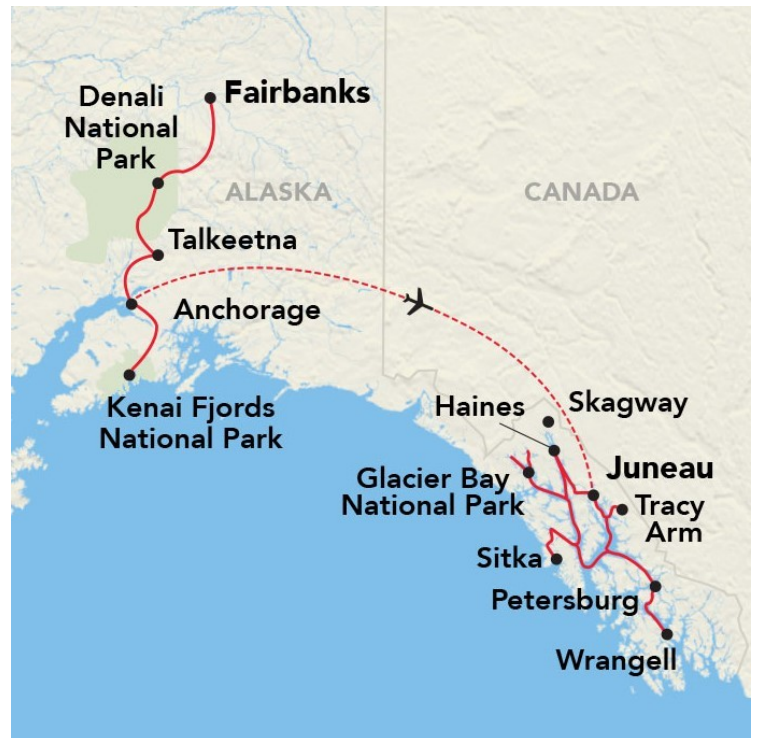 Fairbanks
Denali
National
Park
ALASKA
CANADA
Talkeetna
Anchorage
Kenai Fjords
National Park
Haines
Skagway
Glacier Bay
National Park
Juneau
Tracy
Arm
Sitka
Petersburg
Wrangell